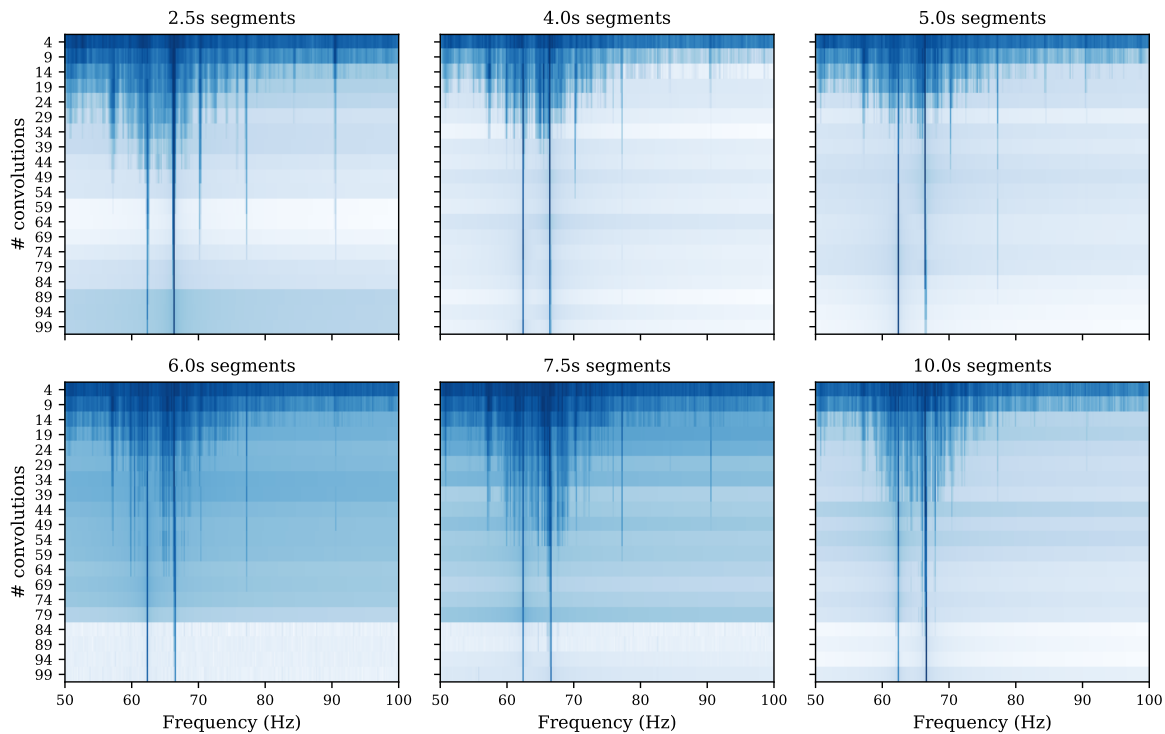 2.5s segments
4.0s segments
5.0s segments
# convolutions
4
9
14
19
24
29
34
39
44
49
54
59
64
69
74
79
84
89
94
99
6.0s segments
7.5s segments
10.0s segments
# convolutions
4
9
14
19
24
29
34
39
44
49
54
59
64
69
74
79
84
89
94
99
50 60 70 80 90 100
50 60 70 80 90 100
50 60 70 80 90 100
Frequency (Hz)
Frequency (Hz)
Frequency (Hz)